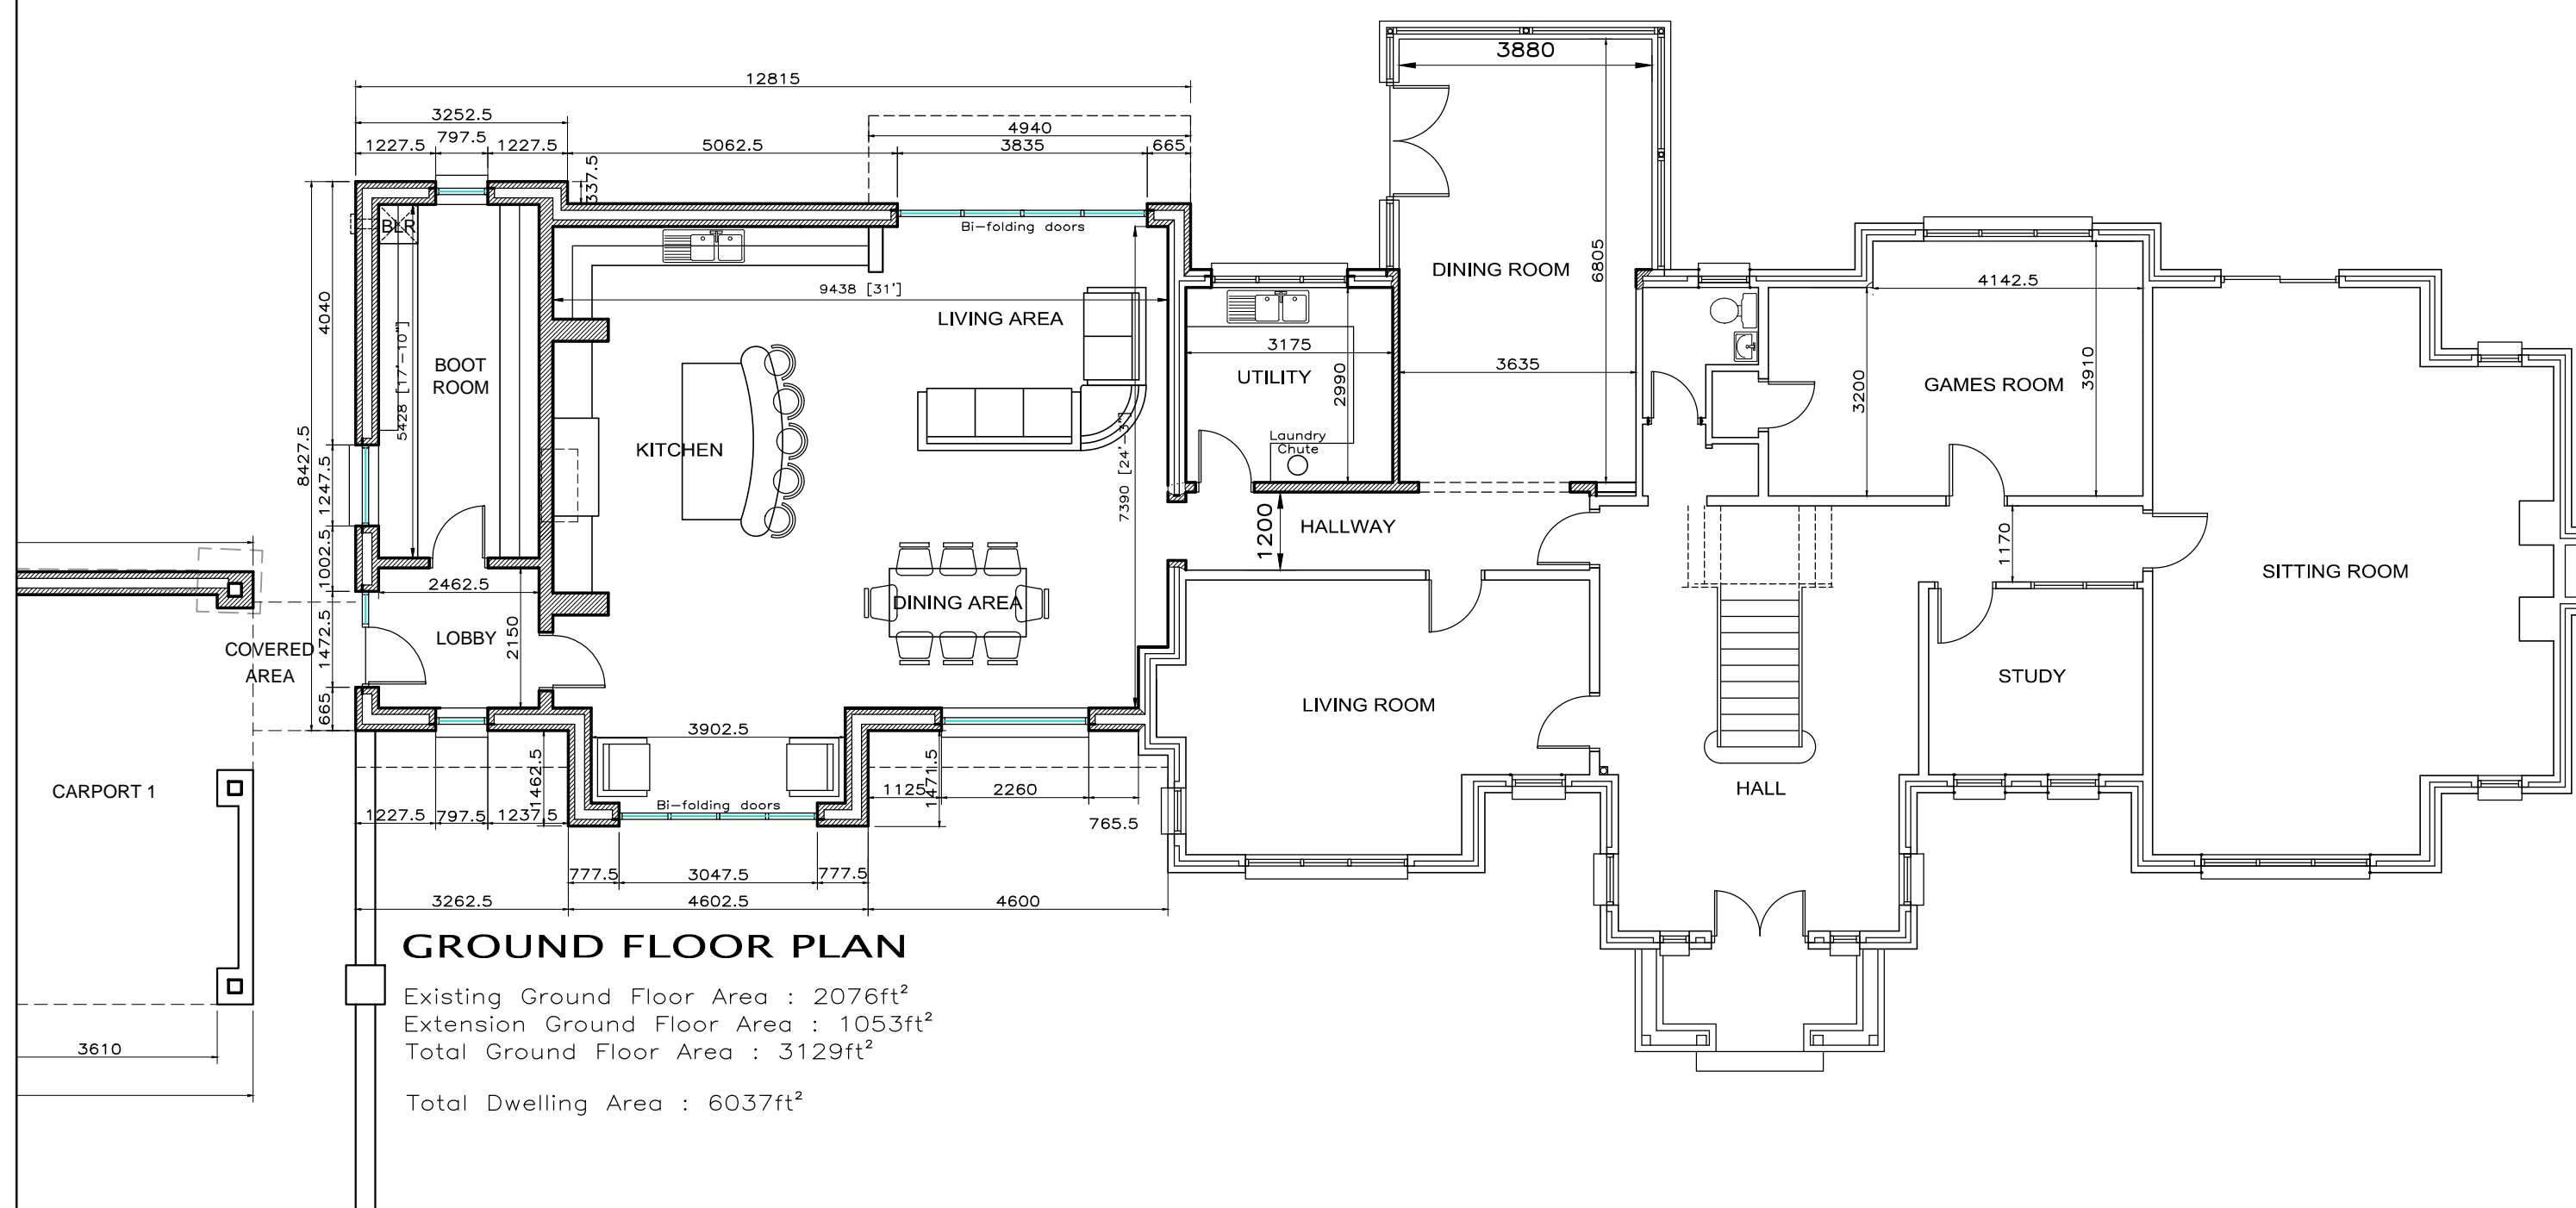 12815
3880
3252.5
4940
1227.5
797.5
1227.5
5062.5
3835
665
337.5
BLR
Bi-folding doors
DINING ROOM
6805
9438 [31']
4142.5
LIVING AREA
4040
5428 [17'-10"]
BOOT
ROOM
3175
UTILITY
2990
3635
3200
GAMES ROOM
3910
8427.5
KITCHEN
7390 [24'-3"]
Laundry
Chute
1247.5
1200
HALLWAY
1170
1002.5
2462.5
SITTING ROOM
DINING AREA
1472.5
LOBBY
2150
COVERED
AREA
STUDY
665
LIVING ROOM
3902.5
1462.5
1471.5
CARPORT 1
1125
2260
HALL
Bi-folding doors
1227.5
797.5
1237.5
765.5
777.5
3047.5
777.5
3262.5
4602.5
4600
GROUND FLOOR PLAN
Existing Ground Floor Area : 2076ft²
Extension Ground Floor Area : 1053ft²
Total Ground Floor Area : 3129ft²
3610
Total Dwelling Area : 6037ft²